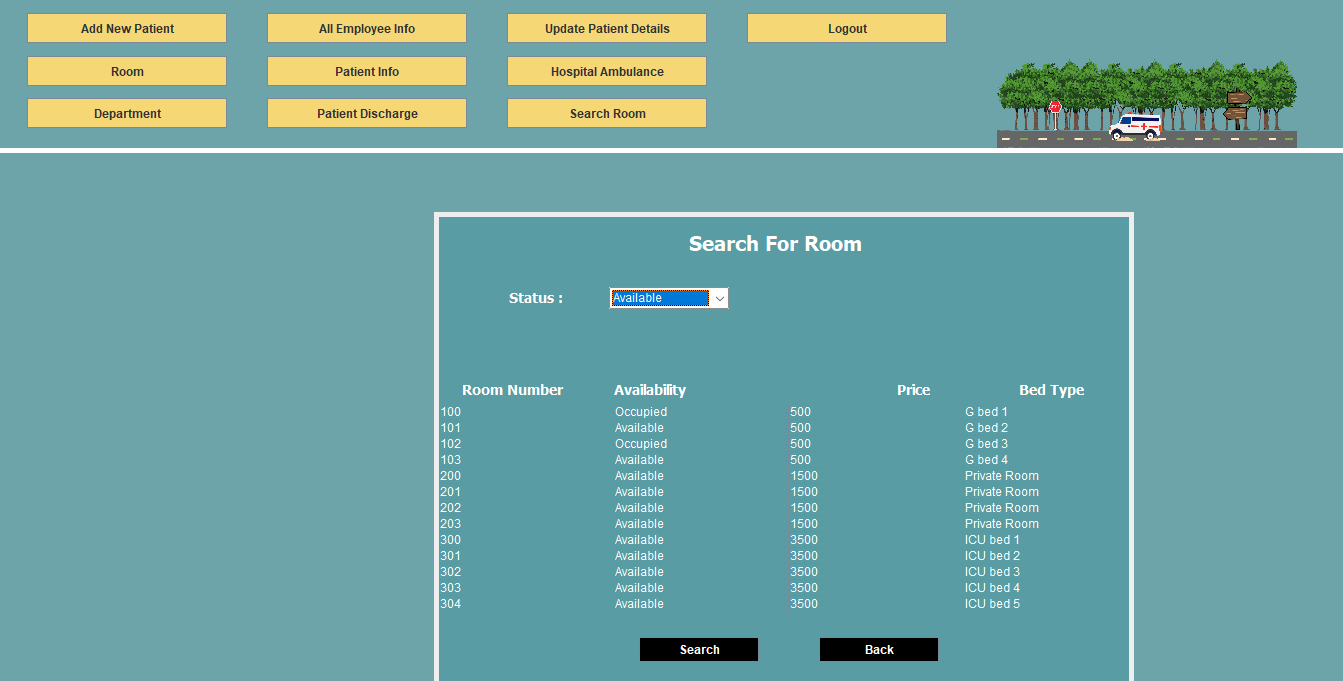 Add New Patient All Employee Info Update Patient Details Logout
Room Patient Info Hospital Ambulance
Department Patient Discharge Search Room
Search For Room
Status : Available
Room Number Availability Price Bed Type
100 Occupied 500 G bed 1
101 Available 500 G bed 2
102 Occupied 500 G bed 3
103 Available 500 G bed 4
200 Available 1500 Private Room
201 Available 1500 Private Room
202 Available 1500 Private Room
203 Available 1500 Private Room
300 Available 3500 ICU bed 1
301 Available 3500 ICU bed 2
302 Available 3500 ICU bed 3
303 Available 3500 ICU bed 4
304 Available 3500 ICU bed 5
Search Back